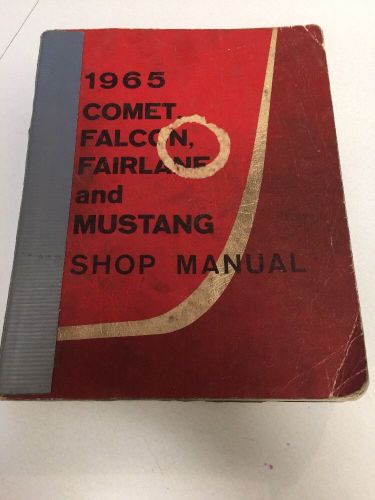 1965
COMET,
FALCON,
FAIRLANE
and
MUSTANG
SHOP MANUAL